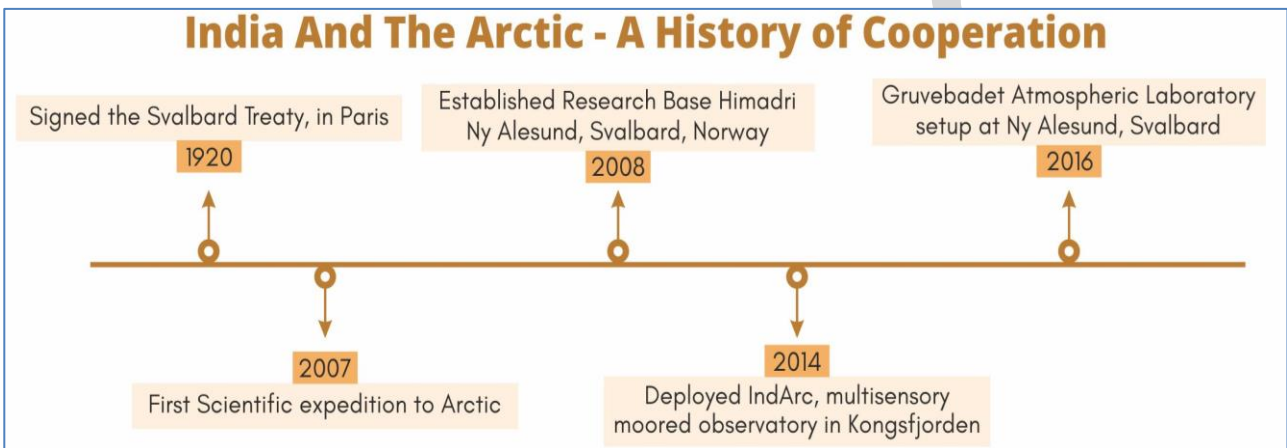 India And The Arctic - A History of Cooperation
Signed the Svalbard Treaty, in Paris
1920
2007
First Scientific expedition to Arctic
Established Research Base Himadri
Ny Alesund, Svalbard, Norway
2008
2014
Deployed IndArc, multisensory
moored observatory in Kongsfjorden
Gruvebadet Atmospheric Laboratory
setup at Ny Alesund, Svalbard
2016